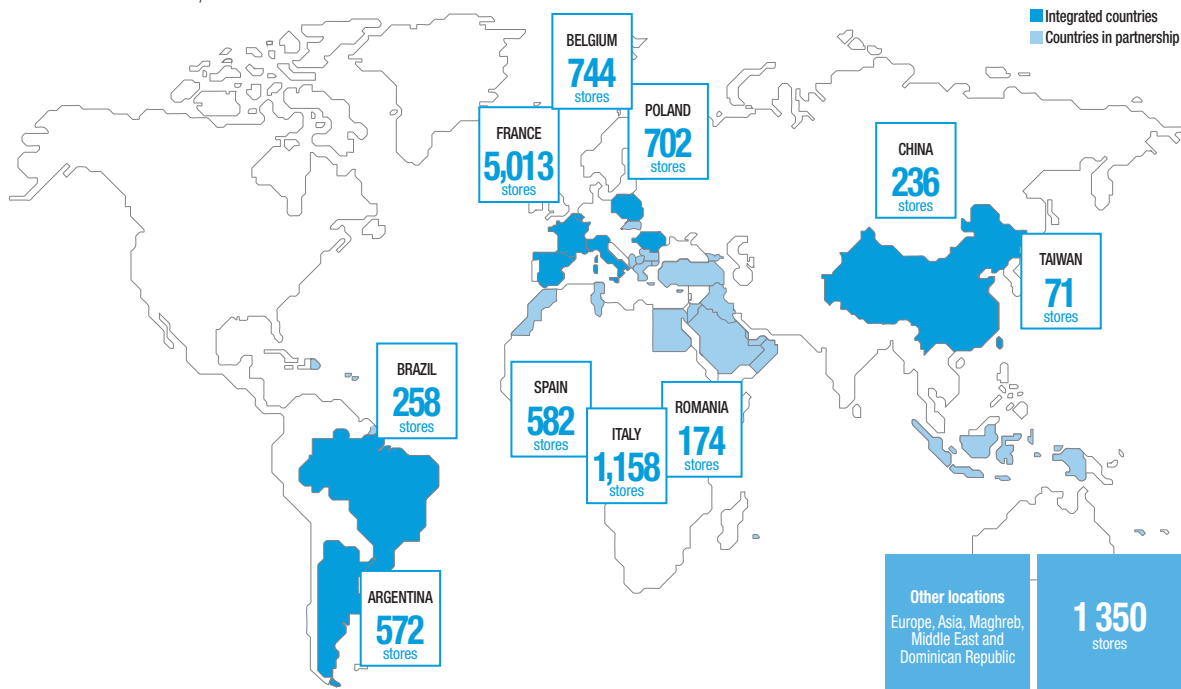 Integrated countries
Countries in partnership
BELGIUM
744
stores
POLAND
702
stores
FRANCE
5,013
stores
CHINA
236
stores
TAIWAN
71
stores
BRAZIL
258
stores
SPAIN
582
stores
ITALY
1,158
stores
ROMANIA
174
stores
ARGENTINA
572
stores
Other locations
Europe, Asia, Maghreb,
Middle East and
Dominican Republic
1 350
stores